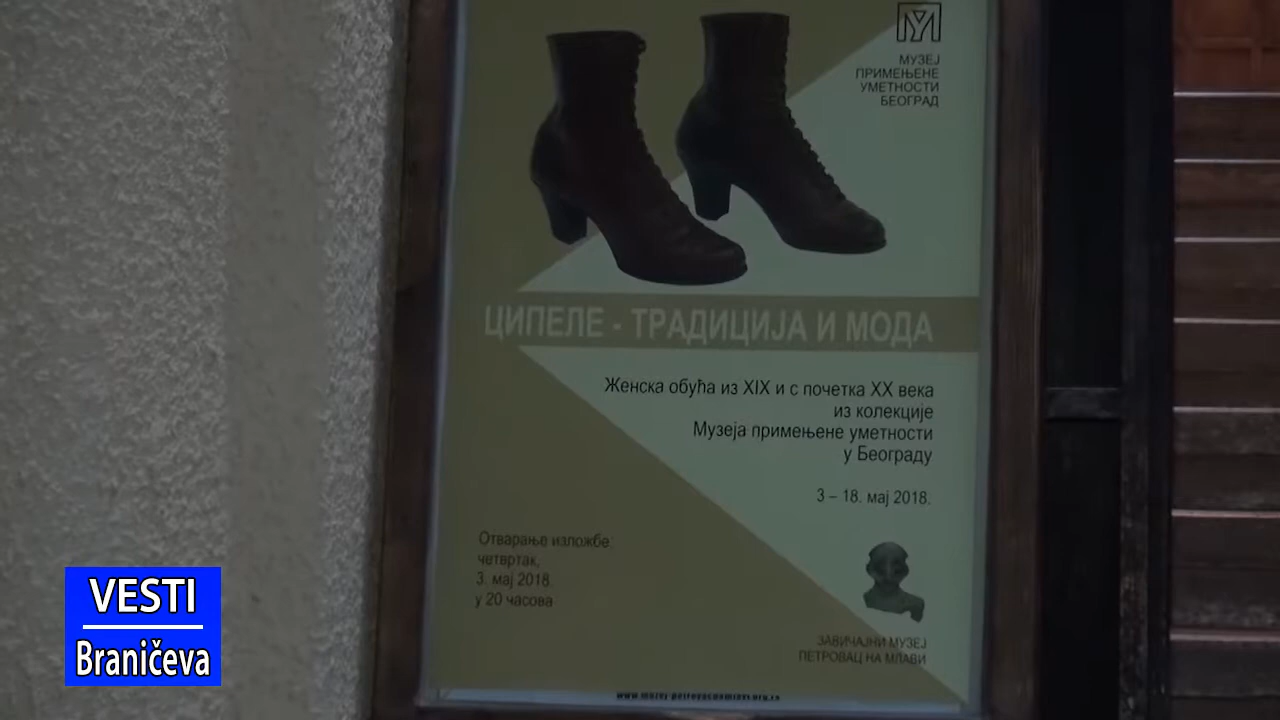 МУЗЕЈ
ПРИМЕЊЕНЕ
УМЕТНОСТИ
БЕОГРАД
ЦИПЕЛЕ - ТРАДИЦИЈА И МОДА
Женска обућа из XIX и с почетка XX века
из колекције
Музеја примењене уметности
у Београду
3 – 18. мај 2018.
Отварање изложбе:
четвртак,
3. мај 2018.
у 20 часова
ЗАВИЧАЈНИ МУЗЕЈ
ПЕТРОВАЦ НА МЛАВИ
VESTI
Braničeva